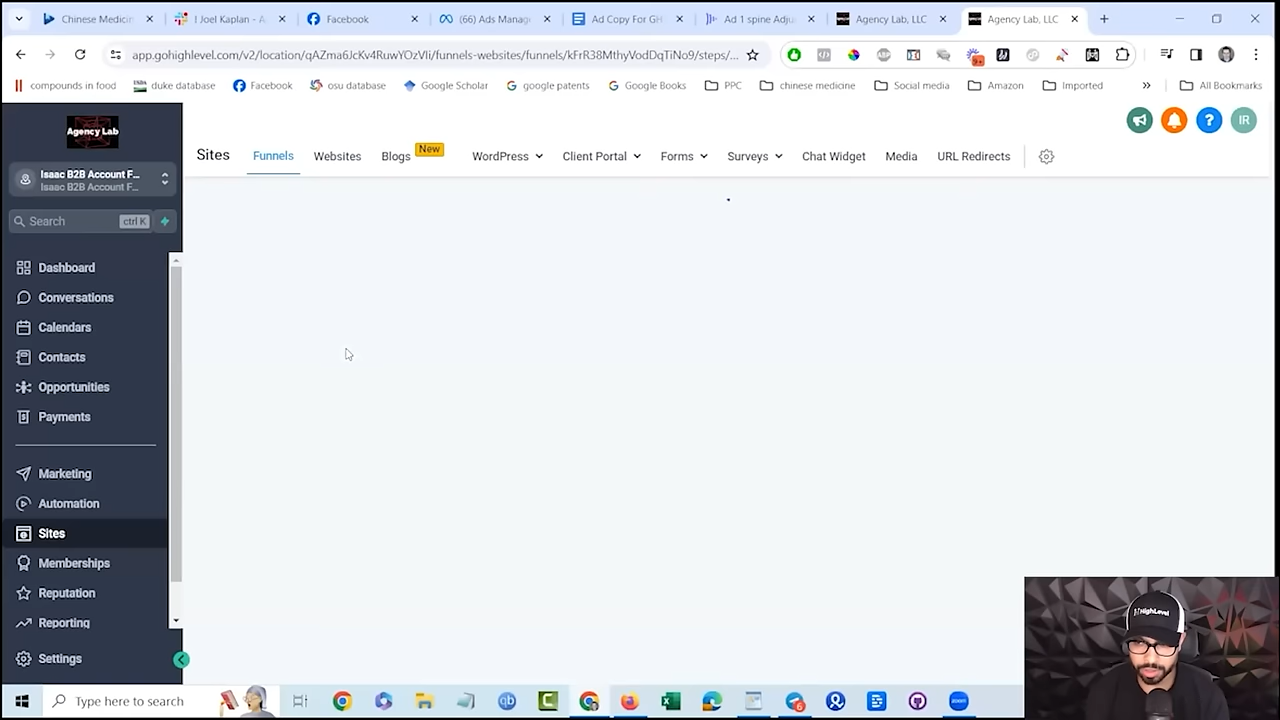 Chinese Medicin
I Joel Kaplan - A
Facebook
(66) Ads Manag
Ad Copy For GH
Ad 1 spine Adju
Agency Lab, LLC
Agency Lab, LLC
app.gohighlevel.com/v2/location/qAZma6JcKv4RuwYOzVIj/funnels-websites/funnels/kFrR38MthyVodDqTiNo9/steps/...
9+
compounds in food
duke database
Facebook
osu database
Google Scholar
google patents
Google Books
PPC
chinese medicine
Social media
Amazon
Imported
All Bookmarks
Agency Lab
IR
Sites
Funnels
Websites
Blogs
New
WordPress
Client Portal
Forms
Surveys
Chat Widget
Media
URL Redirects
Isaac B2B Account F...
Isaac B2B Account F...
Search
ctrl K
Dashboard
Conversations
Calendars
Contacts
Opportunities
Payments
Marketing
Automation
Sites
Memberships
Reputation
Reporting
Settings
HighLevel
Type here to search
qb
zoom